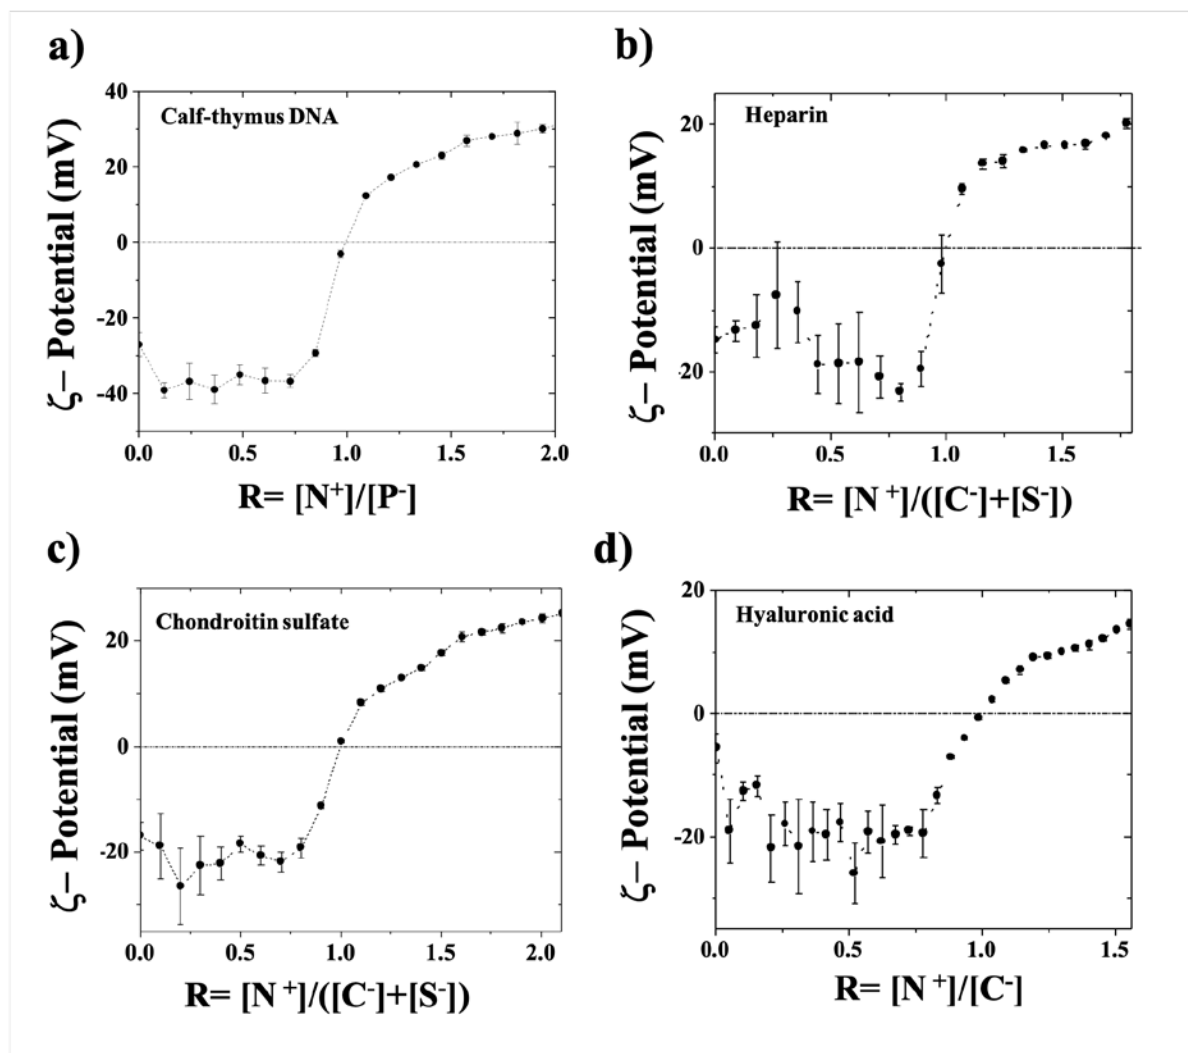 a)
Calf-thymus DNA
ζ– Potential (mV)
40
20
0
-20
-40
0.0 0.5 1.0 1.5 2.0
R= [N⁺]/[P⁻]
b)
Heparin
ζ– Potential (mV)
20
0
-20
0.0 0.5 1.0 1.5
R= [N⁺]/([C⁻]+[S⁻])
c)
Chondroitin sulfate
ζ– Potential (mV)
20
0
-20
0.0 0.5 1.0 1.5 2.0
R= [N⁺]/([C⁻]+[S⁻])
d)
Hyaluronic acid
ζ– Potential (mV)
20
0
-20
0.0 0.5 1.0 1.5
R= [N⁺]/[C⁻]